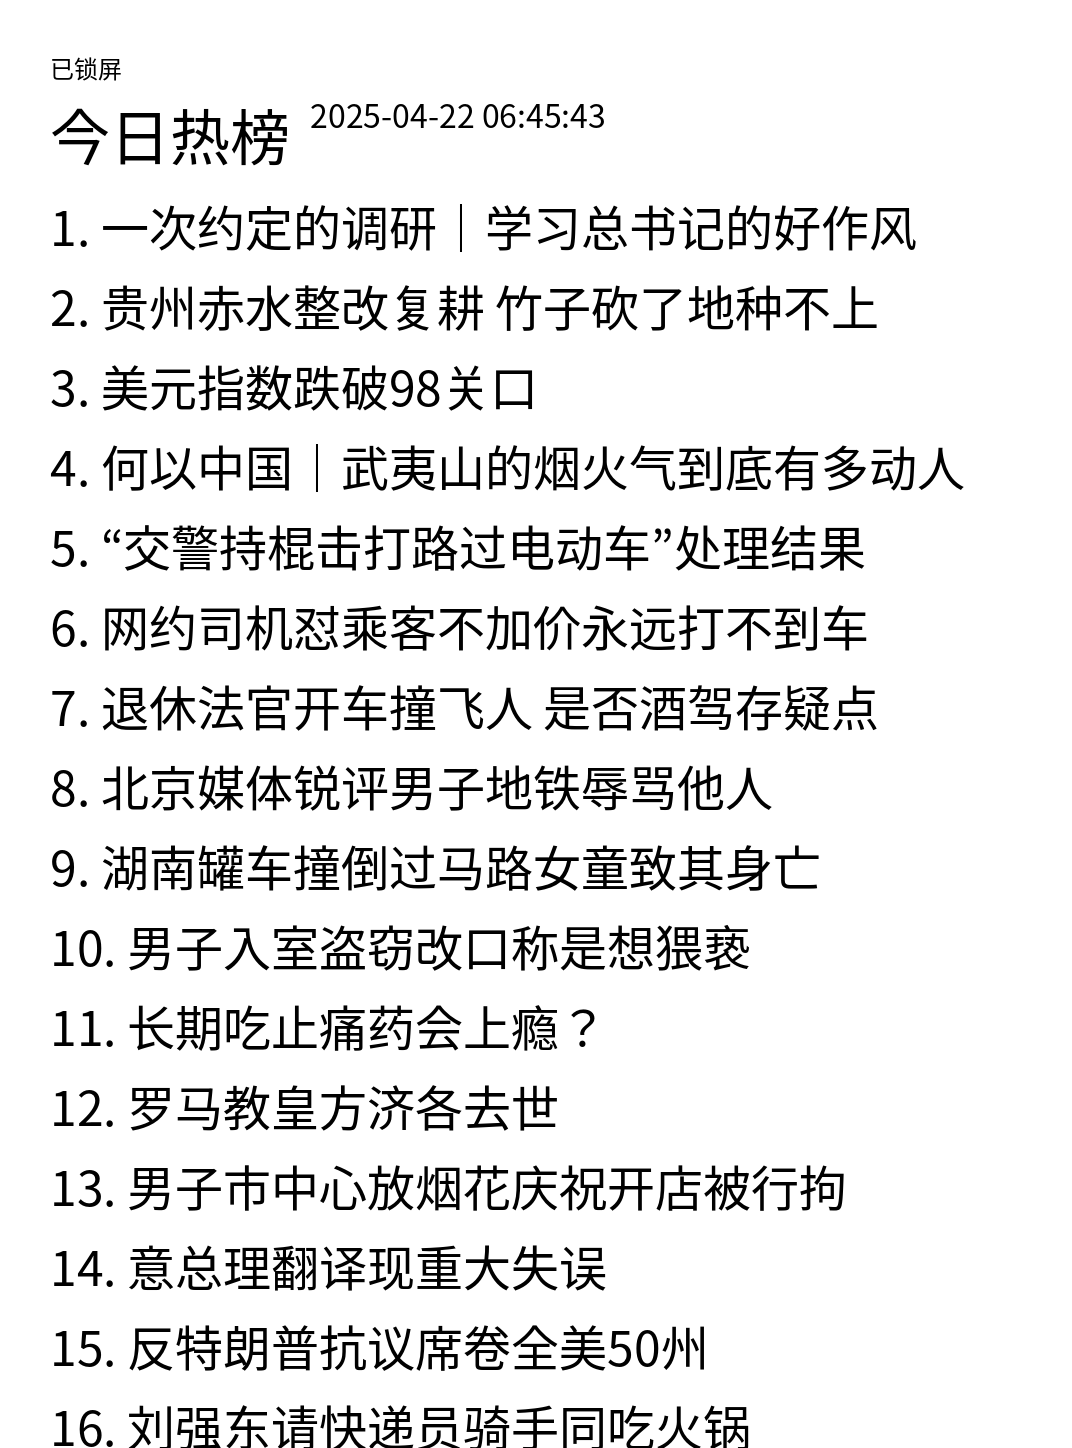 已锁屏
今日热榜 2025-04-22 06:45:43
1. 一次约定的调研｜学习总书记的好作风
2. 贵州赤水整改复耕 竹子砍了地种不上
3. 美元指数跌破98关口
4. 何以中国｜武夷山的烟火气到底有多动人
5. “交警持棍击打路过电动车”处理结果
6. 网约司机怼乘客不加价永远打不到车
7. 退休法官开车撞飞人 是否酒驾存疑点
8. 北京媒体锐评男子地铁辱骂他人
9. 湖南罐车撞倒过马路女童致其身亡
10. 男子入室盗窃改口称是想猥亵
11. 长期吃止痛药会上瘾？
12. 罗马教皇方济各去世
13. 男子市中心放烟花庆祝开店被行拘
14. 意总理翻译现重大失误
15. 反特朗普抗议席卷全美50州
16. 刘强东请快递员骑手同吃火锅